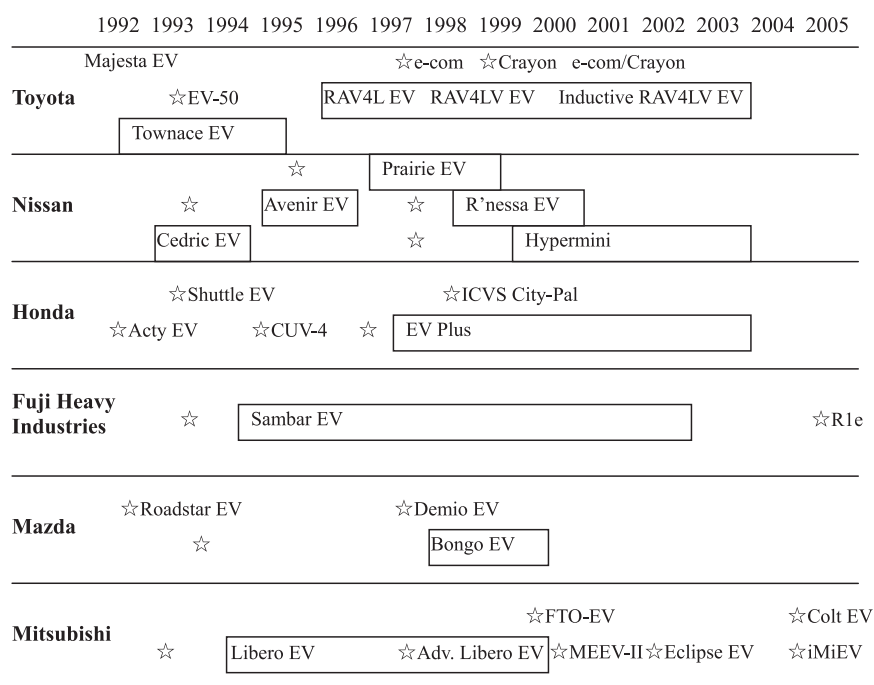 1992 1993 1994 1995 1996 1997 1998 1999 2000 2001 2002 2003 2004 2005
Majesta EV ☆e-com ☆Crayon e-com/Crayon
Toyota ☆EV-50 RAV4L EV RAV4LV EV Inductive RAV4LV EV
Townace EV
☆ Prairie EV
Nissan ☆ Avenir EV ☆ R'nessa EV
Cedric EV ☆ Hypermini
☆Shuttle EV ☆ICVS City-Pal
Honda
☆Acty EV ☆CUV-4 ☆ EV Plus
Fuji Heavy
Industries ☆ Sambar EV ☆R1e
☆Roadstar EV ☆Demio EV
Mazda
☆ Bongo EV
☆FTO-EV ☆Colt EV
Mitsubishi
☆ Libero EV ☆Adv. Libero EV ☆MEEV-II ☆Eclipse EV ☆iMiEV